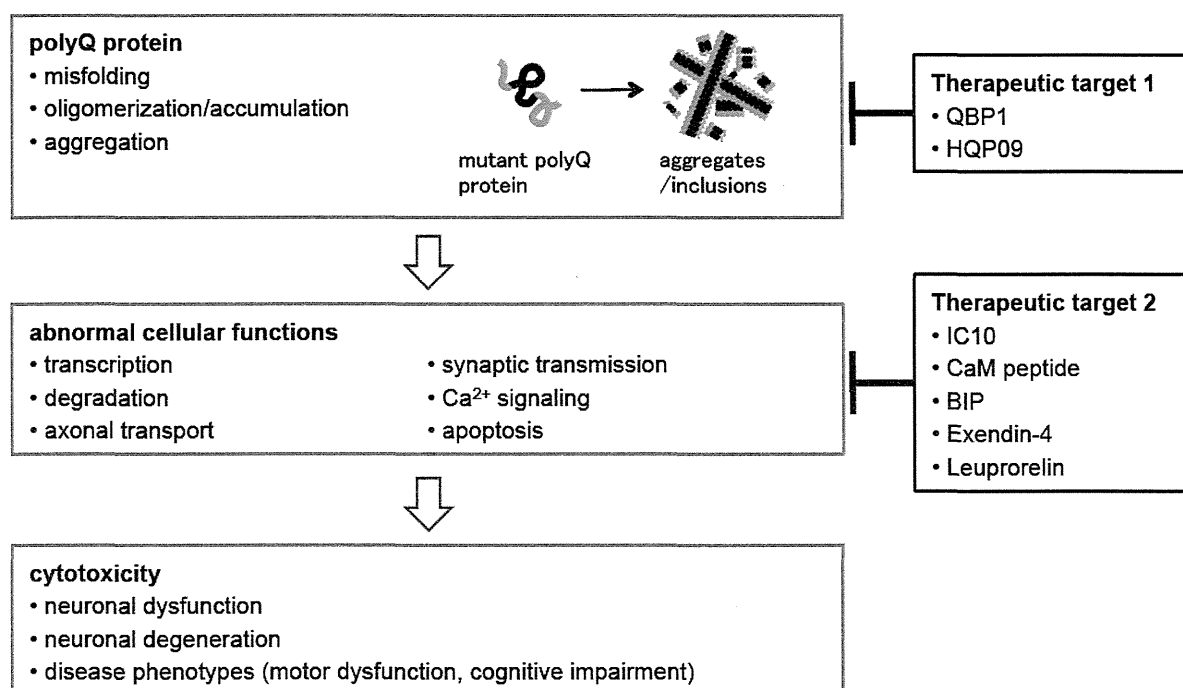 polyQ protein
• misfolding
• oligomerization/accumulation
• aggregation
mutant polyQ
protein
aggregates
/inclusions
Therapeutic target 1
• QBP1
• HQP09
abnormal cellular functions
• transcription
• degradation
• axonal transport
• synaptic transmission
• Ca²⁺ signaling
• apoptosis
Therapeutic target 2
• IC10
• CaM peptide
• BIP
• Exendin-4
• Leuprorelin
cytotoxicity
• neuronal dysfunction
• neuronal degeneration
• disease phenotypes (motor dysfunction, cognitive impairment)